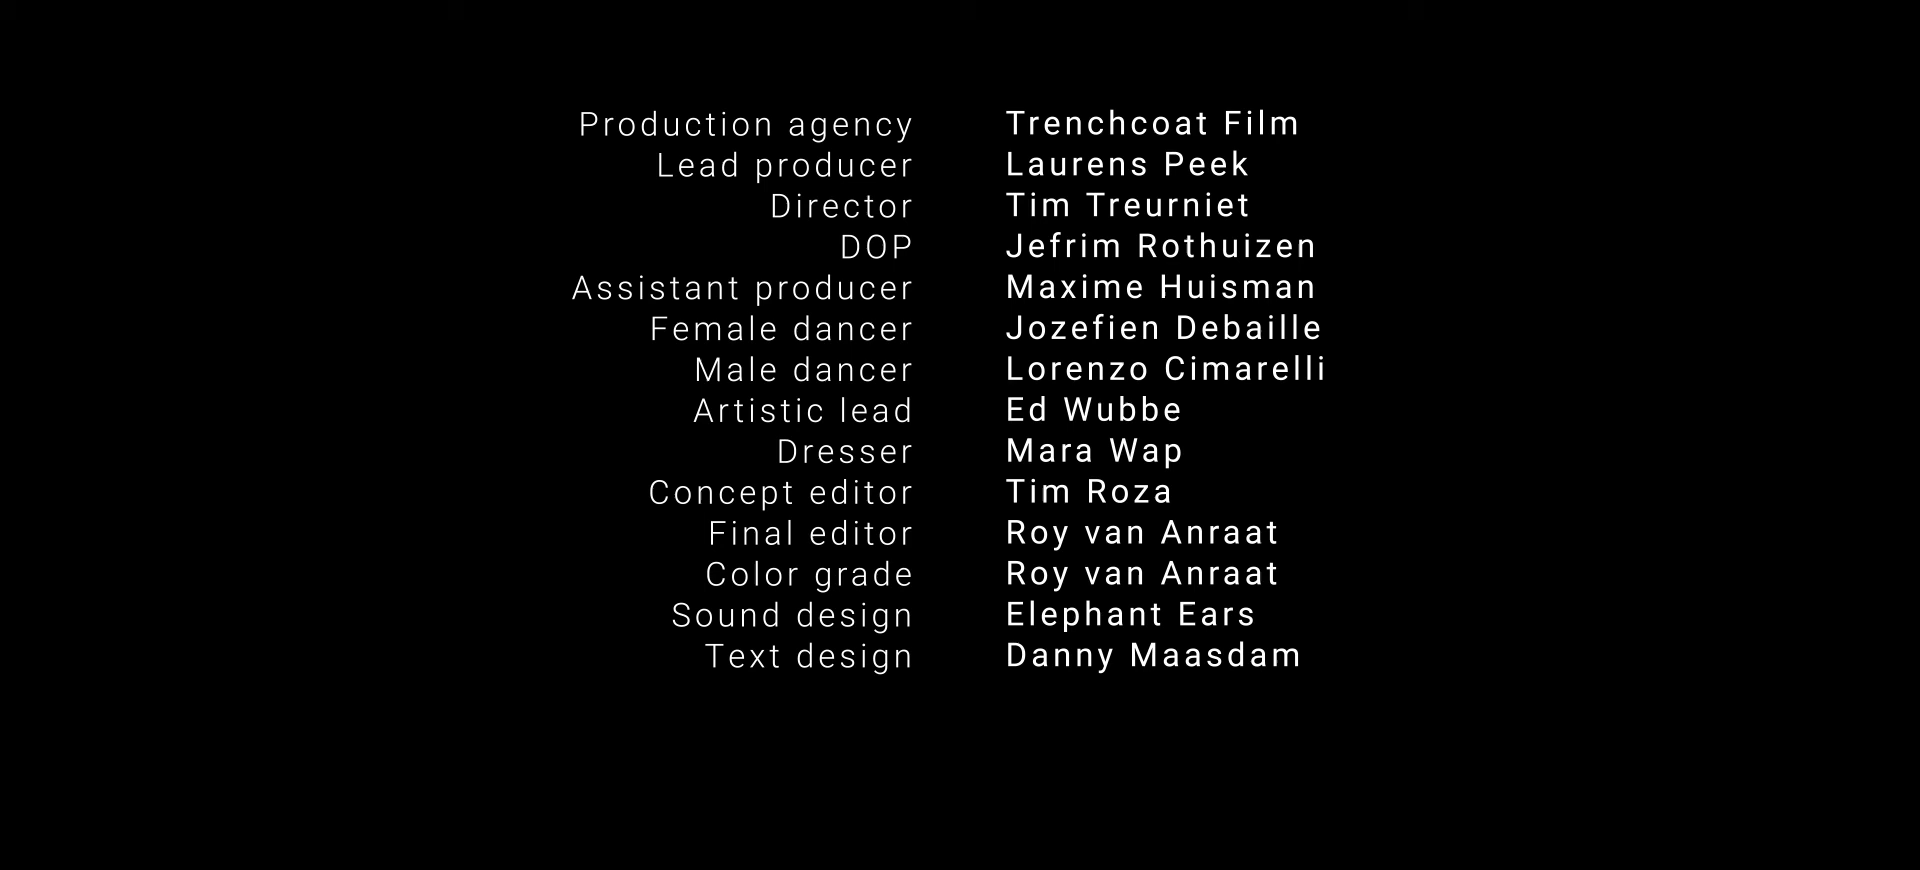 Production agency Trenchcoat Film
Lead producer Laurens Peek
Director Tim Treurniet
DOP Jefrim Rothuizen
Assistant producer Maxime Huisman
Female dancer Jozefien Debaille
Male dancer Lorenzo Cimarelli
Artistic lead Ed Wubbe
Dresser Mara Wap
Concept editor Tim Roza
Final editor Roy van Anraat
Color grade Roy van Anraat
Sound design Elephant Ears
Text design Danny Maasdam